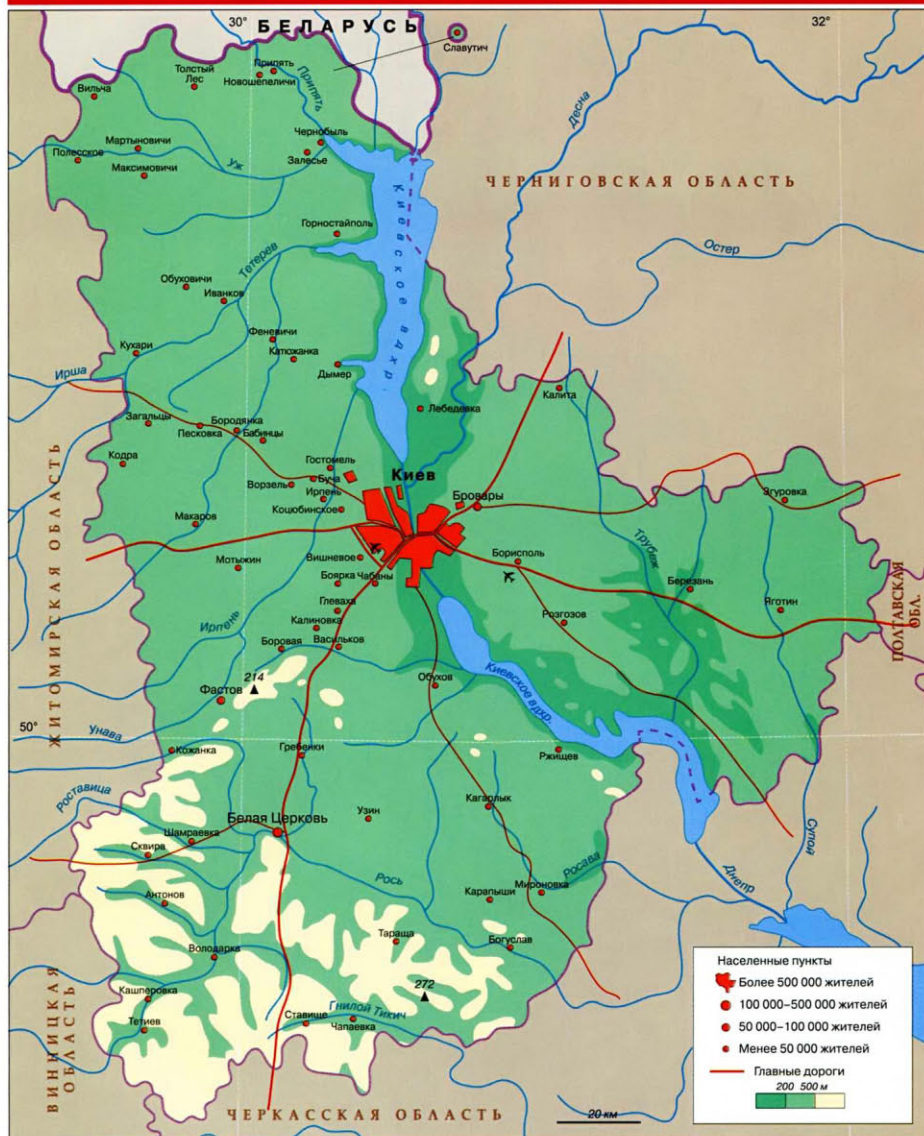 30°
БЕЛАРУСЬ
32°
Славутич
Припять
Толстый
Лес
Новошепеличи
Вильча
Припять
Десна
Чернобыль
Мартыновичи
Полесское
Уж
Залесье
Максимовичи
ЧЕРНИГОВСКАЯ ОБЛАСТЬ
Киевское вдхр.
Горностайполь
Остер
Тетерев
Обуховичи
Иванков
Феневичи
Кухари
Катюжанка
Дымер
Ирша
Калита
Лебедевка
Загальцы
Бородянка
Песковка
Бабинцы
Кодра
Гостомель
Киев
Буча
Ворзель
Ирпень
Бровары
Згуровка
Коцюбинское
Макаров
Трубеж
Вишневое
Борисполь
Мотыжин
Боярка
Чабаны
Березань
ЖИТОМИРСКАЯ ОБЛАСТЬ
ПОЛТАВСКАЯ
ОБЛ.
Глеваха
Яготин
Розгозов
Ирпень
Калиновка
Боровая
Васильков
214
Фастов
Обухов
Киевское вдхр.
50°
Унава
Кожанка
Гребенки
Ржищев
Роставица
Кагарлык
Узин
Белая Церковь
Шамраевка
Сквира
Супой
Росава
Рось
Днепр
Антонов
Карапыши
Мироновка
Тараща
Богуслав
Володарка
272
Кашперовка
Гнилой Тикич
Тетиев
Ставище
Чапаевка
ВИННИЦКАЯ
ОБЛАСТЬ
ЧЕРКАССКАЯ ОБЛАСТЬ
20 км
Населенные пункты
Более 500 000 жителей
100 000–500 000 жителей
50 000–100 000 жителей
Менее 50 000 жителей
Главные дороги
200 500 м